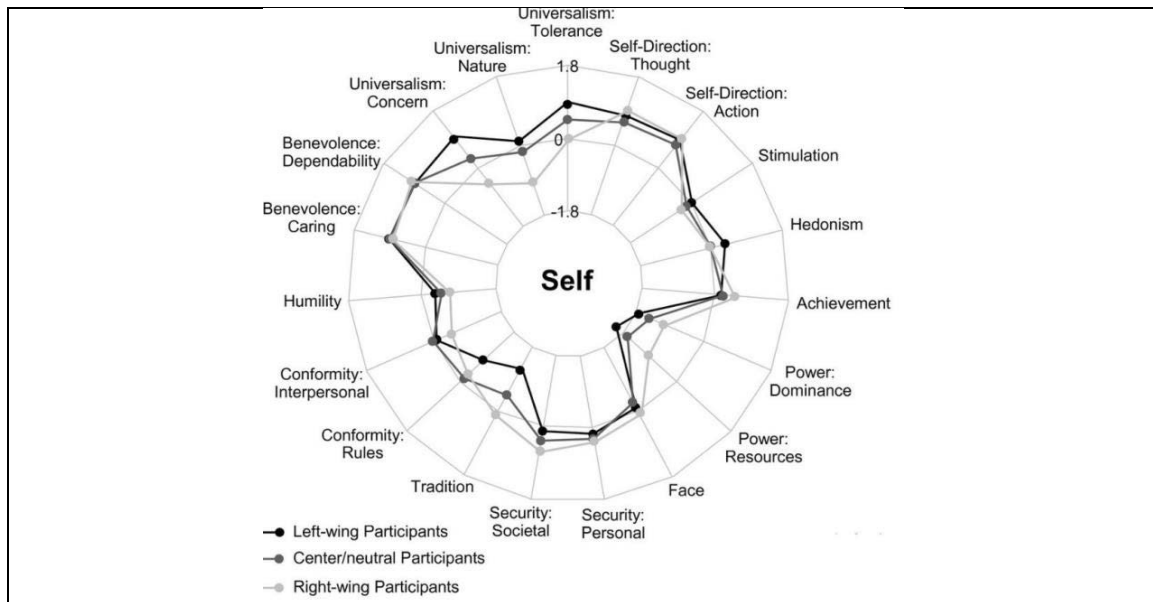 Universalism:
Tolerance
Self-Direction:
Thought
Universalism:
Nature
1.8
Self-Direction:
Action
Universalism:
Concern
0
Benevolence:
Dependability
Stimulation
Benevolence:
Caring
-1.8
Hedonism
Self
Humility
Achievement
Conformity:
Interpersonal
Power:
Dominance
Conformity:
Rules
Power:
Resources
Tradition
Face
Security:
Societal
Security:
Personal
Left-wing Participants
Center/neutral Participants
Right-wing Participants